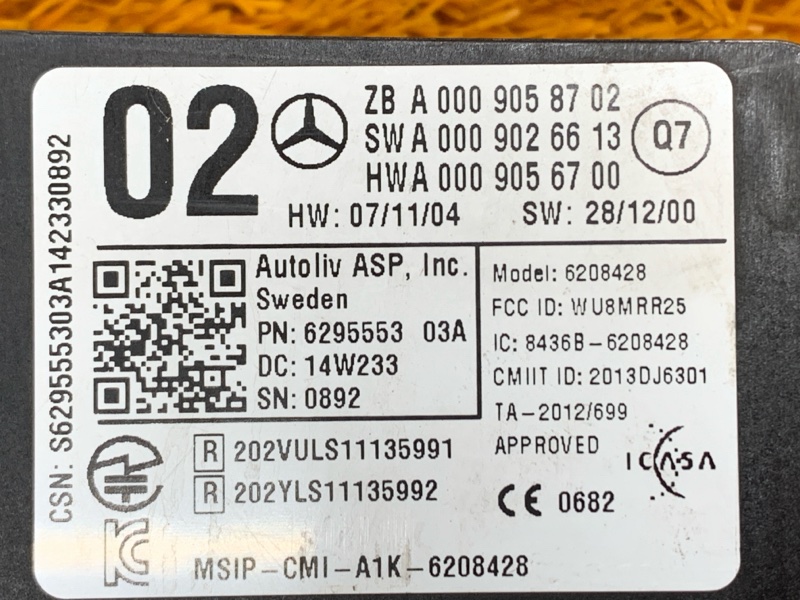 02
ZB A 000 905 87 02
SW A 000 902 66 13
HW A 000 905 67 00
Q7
HW: 07/11/04 SW: 28/12/00
CSN: S629555303A142330892
Autoliv ASP, Inc.
Sweden
PN: 6295553 03A
DC: 14W233
SN: 0892
Model: 6208428
FCC ID: WU8MRR25
IC: 8436B-6208428
CMIIT ID: 2013DJ6301
TA-2012/699
APPROVED
ICASA
CE 0682
R 202VULS11135991
R 202YLS11135992
MSIP-CMI-A1K-6208428